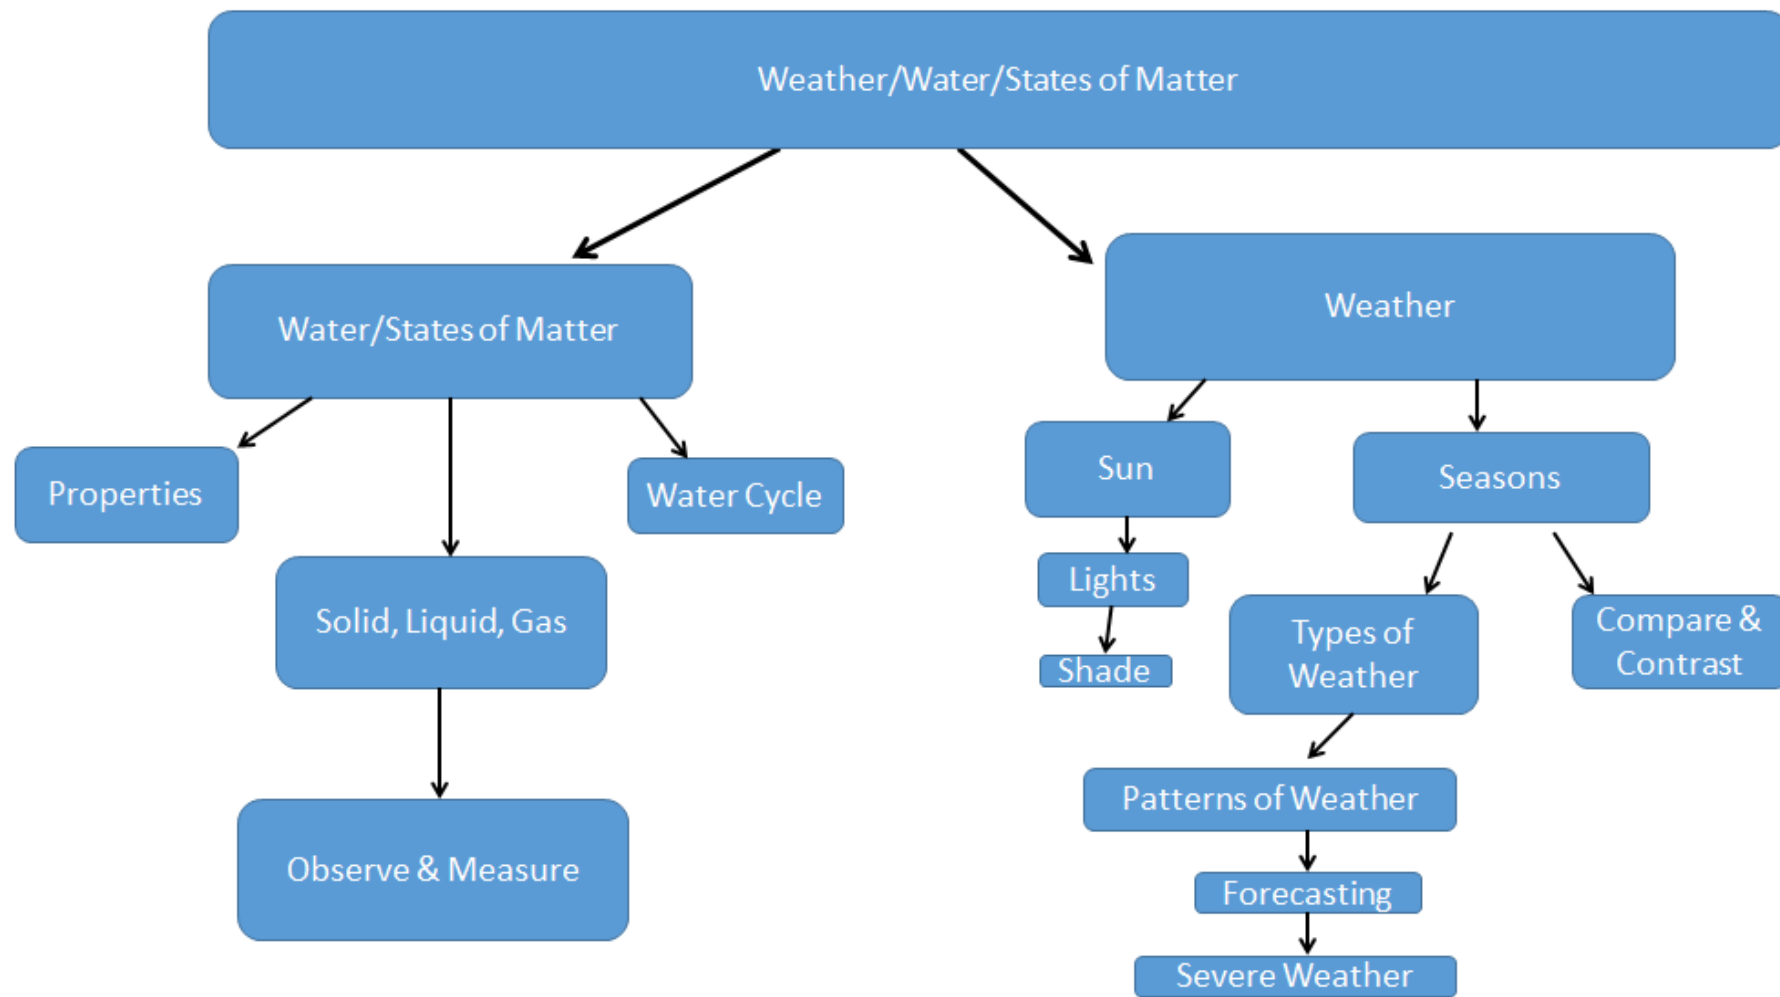 Weather/Water/States of Matter
Water/States of Matter
Weather
Properties
Water Cycle
Sun
Seasons
Solid, Liquid, Gas
Lights
Shade
Types of
Weather
Compare &
Contrast
Observe & Measure
Patterns of Weather
Forecasting
Severe Weather